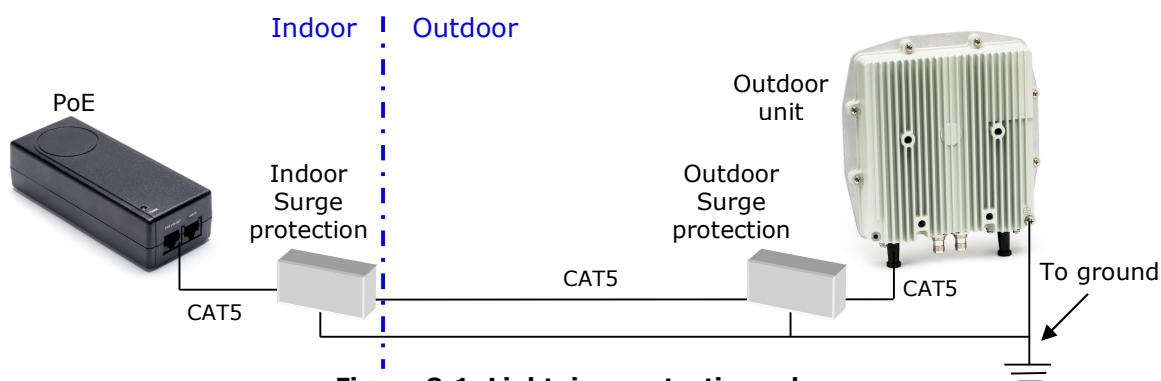 Indoor
Outdoor
PoE
Outdoor
unit
Indoor
Surge
protection
Outdoor
Surge
protection
CAT5
CAT5
CAT5
To ground